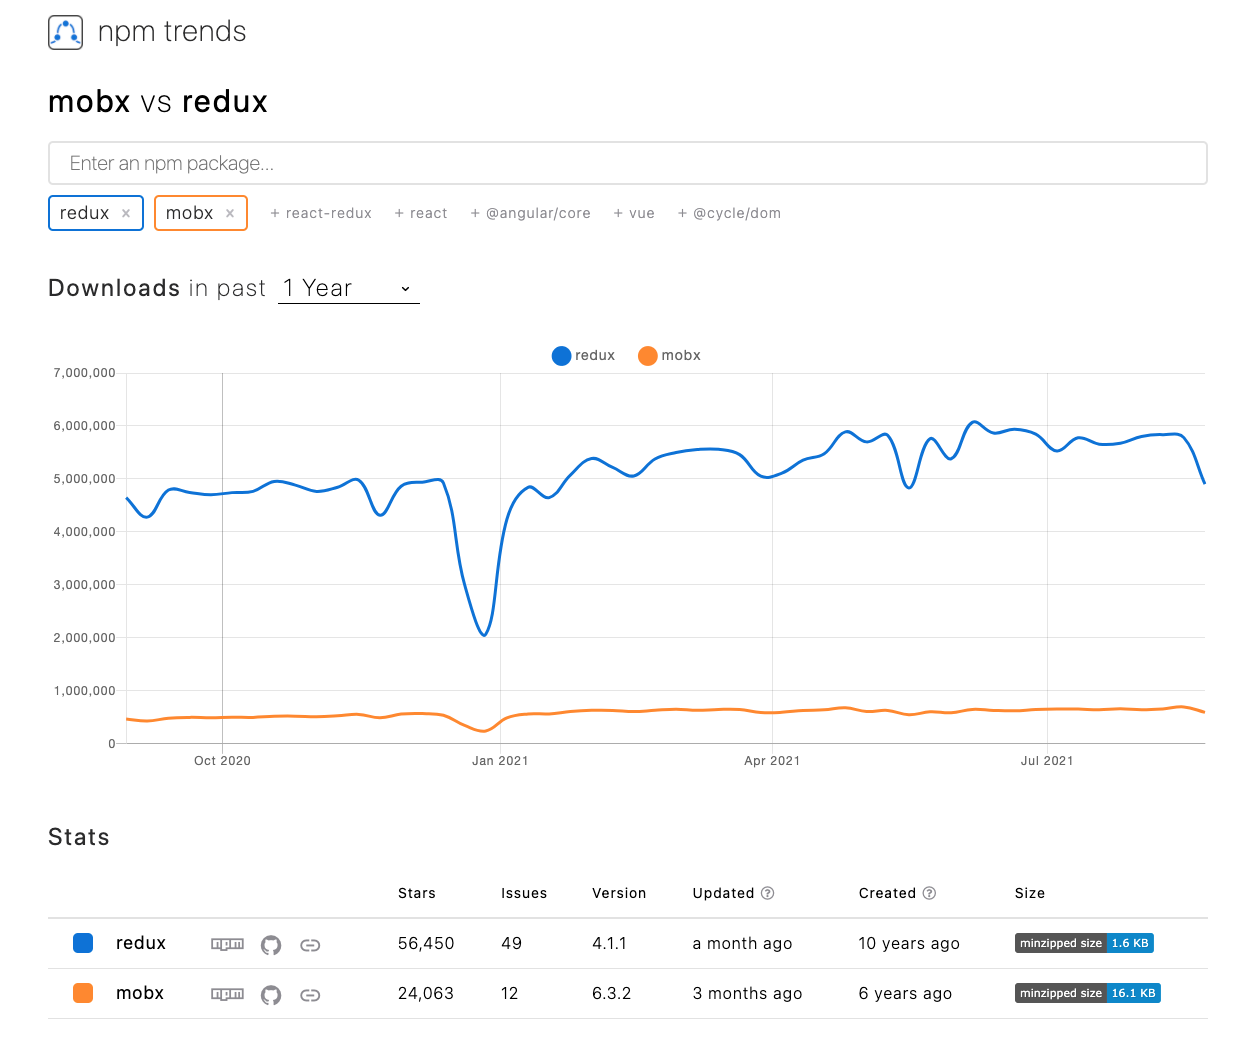 npm trends
mobx vs redux
Enter an npm package...
redux × mobx × + react-redux + react + @angular/core + vue + @cycle/dom
Downloads in past 1 Year
redux mobx
7,000,000
6,000,000
5,000,000
4,000,000
3,000,000
2,000,000
1,000,000
0
Oct 2020 Jan 2021 Apr 2021 Jul 2021
Stats
Stars Issues Version Updated ? Created ? Size
redux npm 56,450 49 4.1.1 a month ago 10 years ago minzipped size 1.6 KB
mobx npm 24,063 12 6.3.2 3 months ago 6 years ago minzipped size 16.1 KB